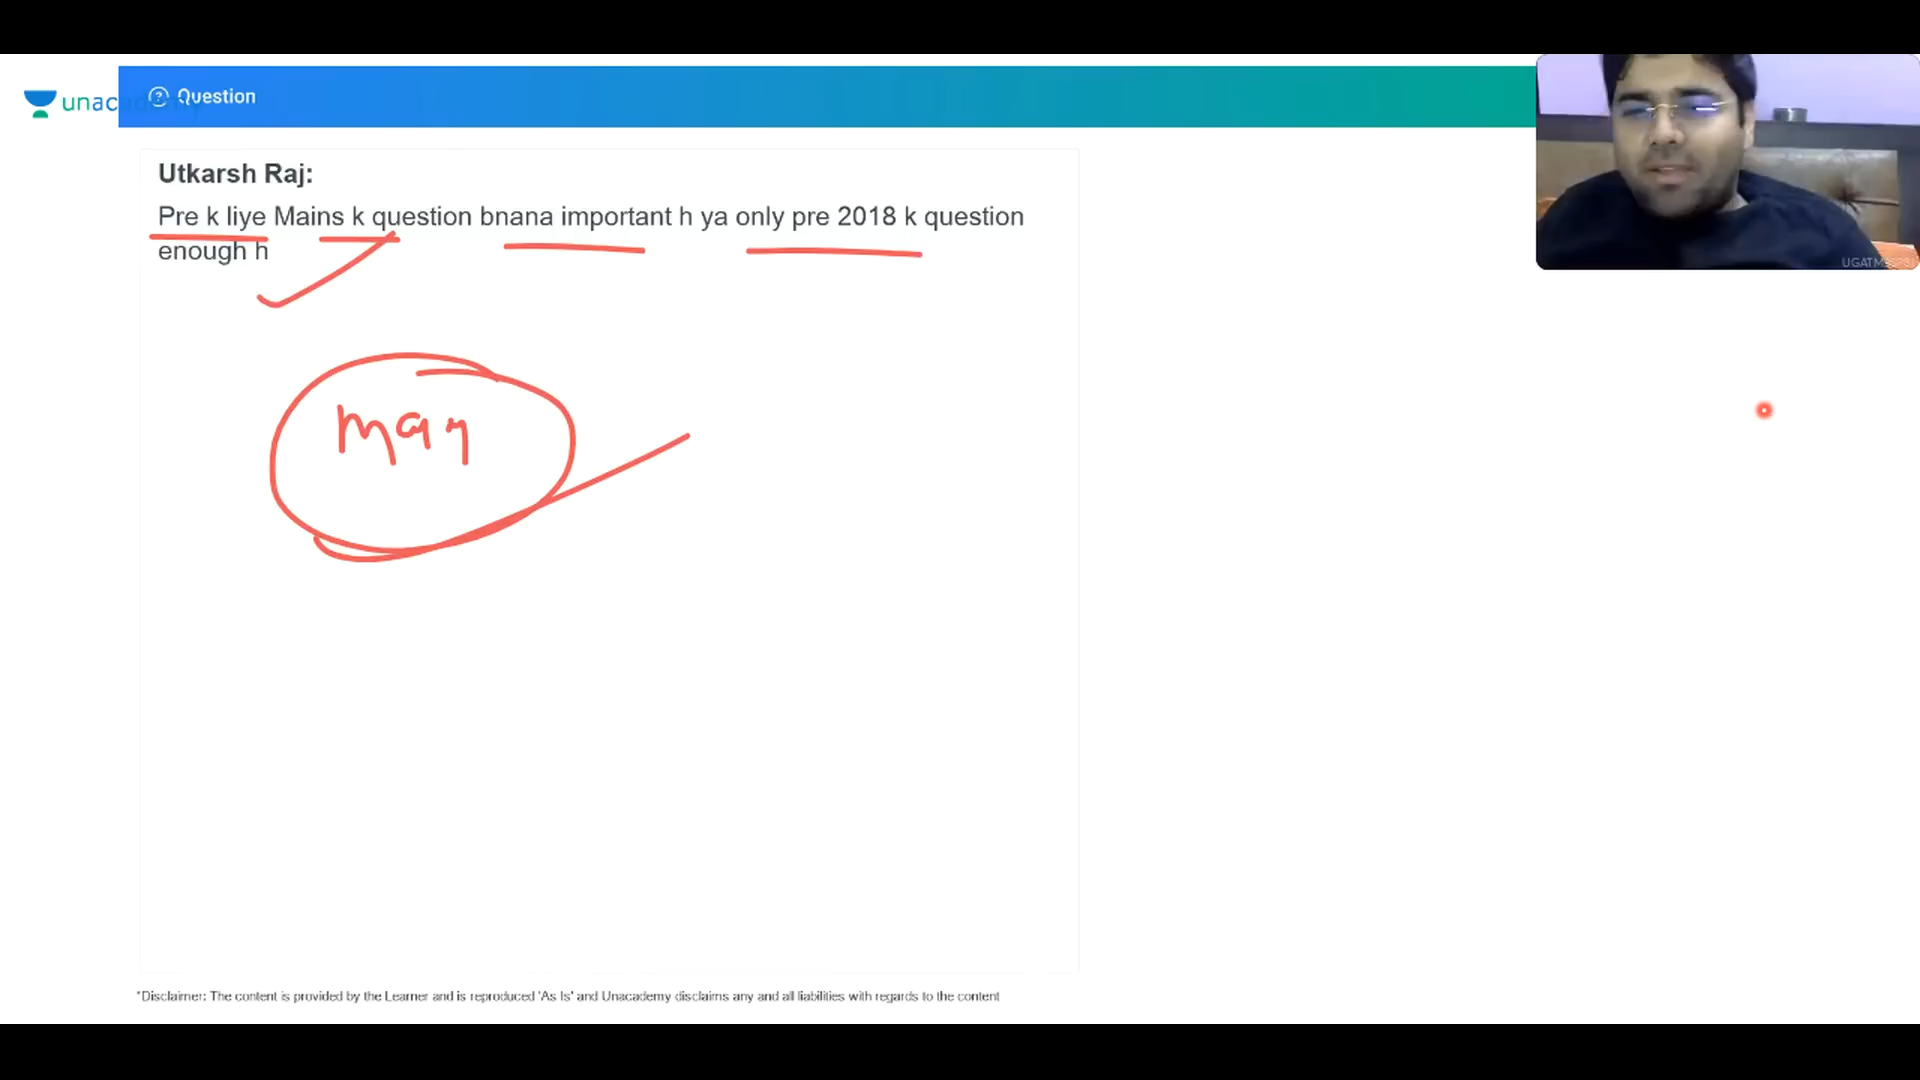 unacademy
? Question
Utkarsh Raj:
Pre k liye Mains k question bnana important h ya only pre 2018 k question
enough h
*Disclaimer: The content is provided by the Learner and is reproduced 'As Is' and Unacademy disclaims any and all liabilities with regards to the content